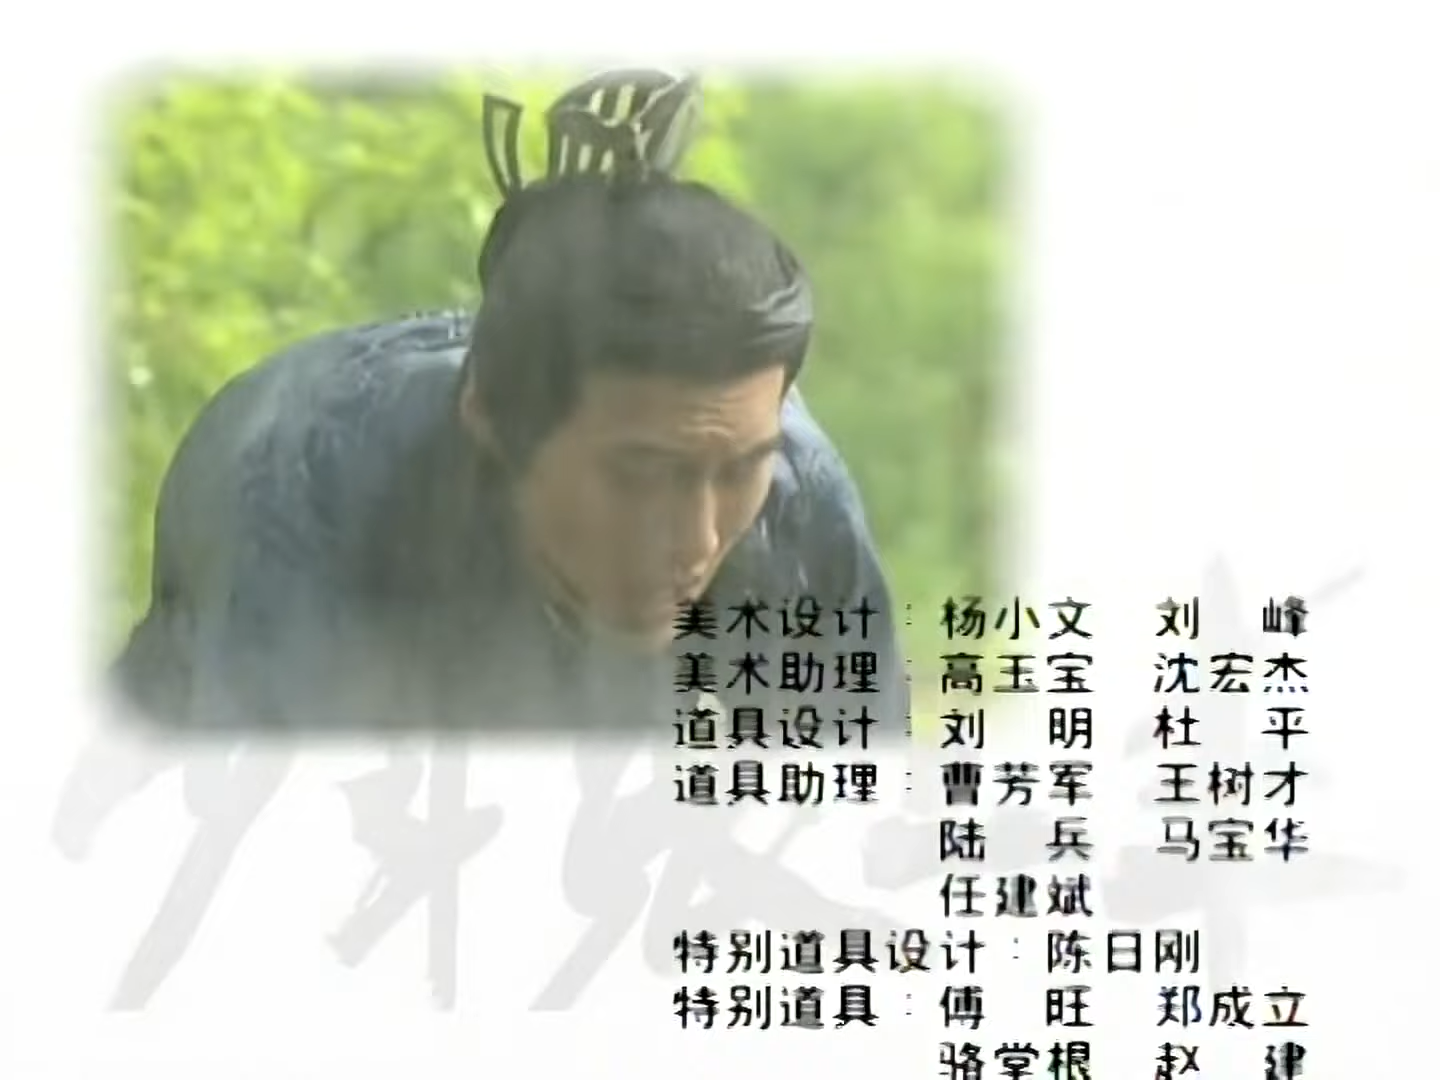 美术设计：杨小文 刘 峰
美术助理：高玉宝 沈宏杰
道具设计：刘 明 杜 平
道具助理：曹芳军 王树才
陆 兵 马宝华
任建斌
特别道具设计：陈日刚
特别道具：傅 旺 郑成立
骆堂根 赵 建